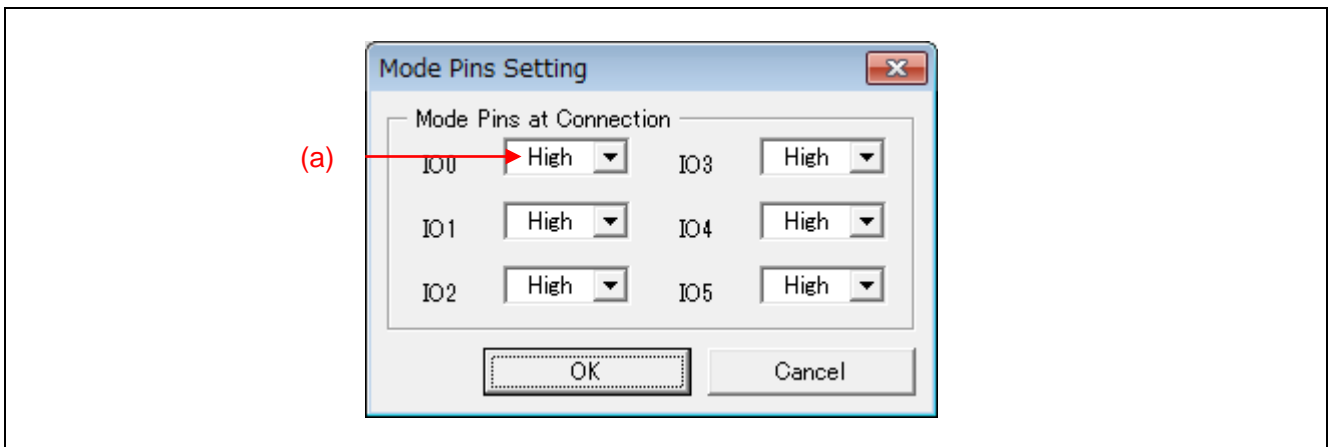 Mode Pins Setting
Mode Pins at Connection
(a)
IO0 High IO3 High
IO1 High IO4 High
IO2 High IO5 High
OK Cancel